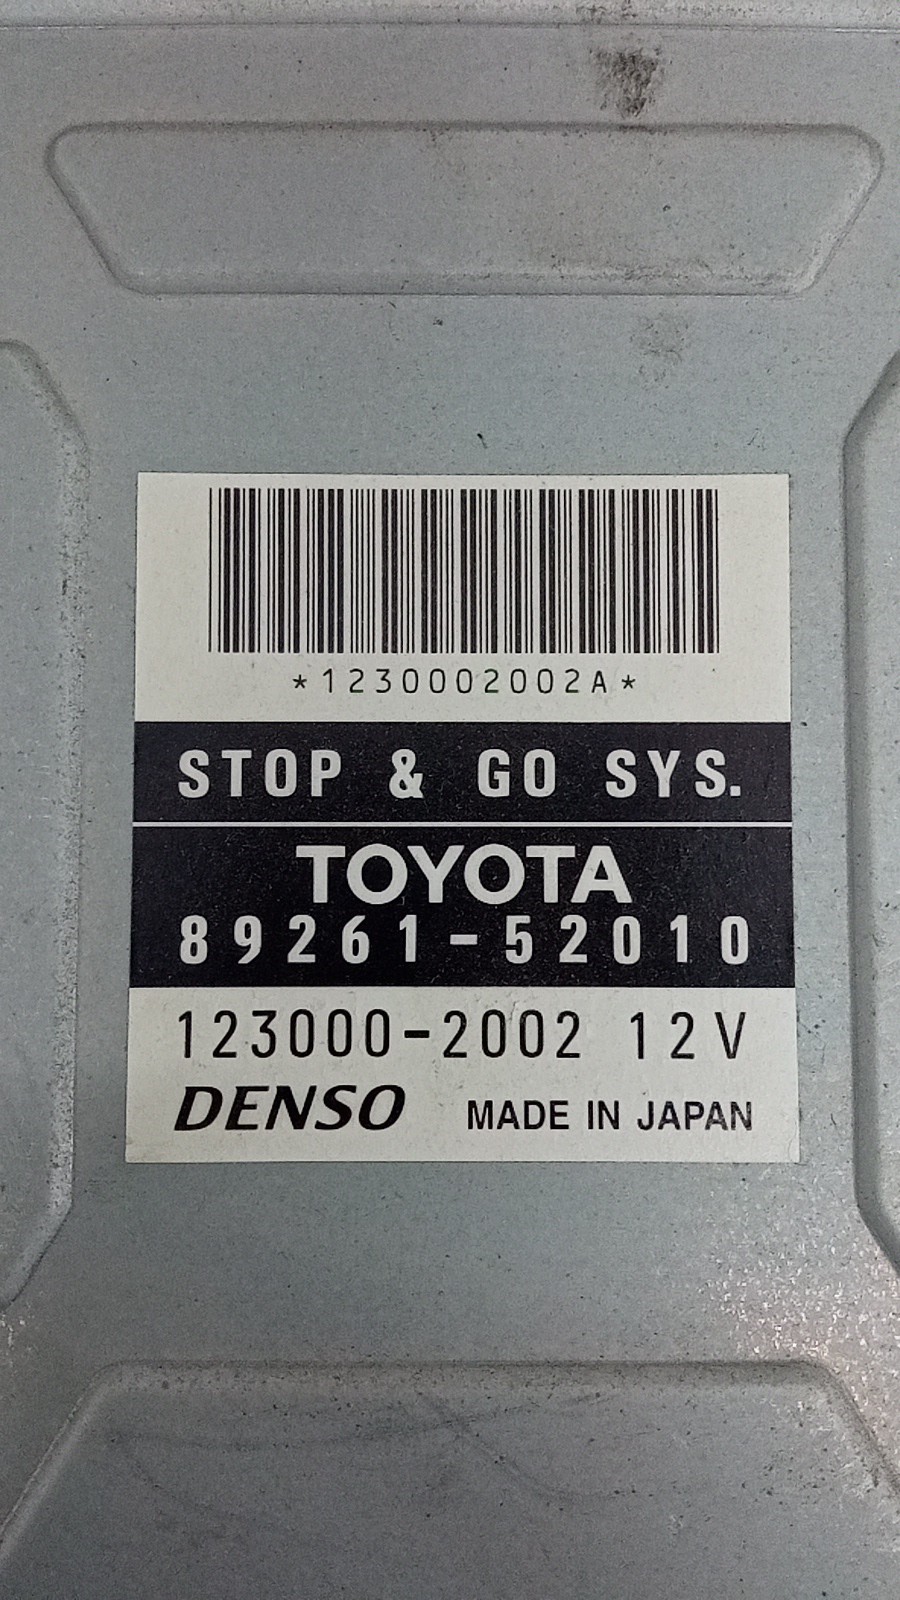 *1230002002A*
STOP & GO SYS.
TOYOTA
89261-52010
123000-2002 12V
DENSO MADE IN JAPAN